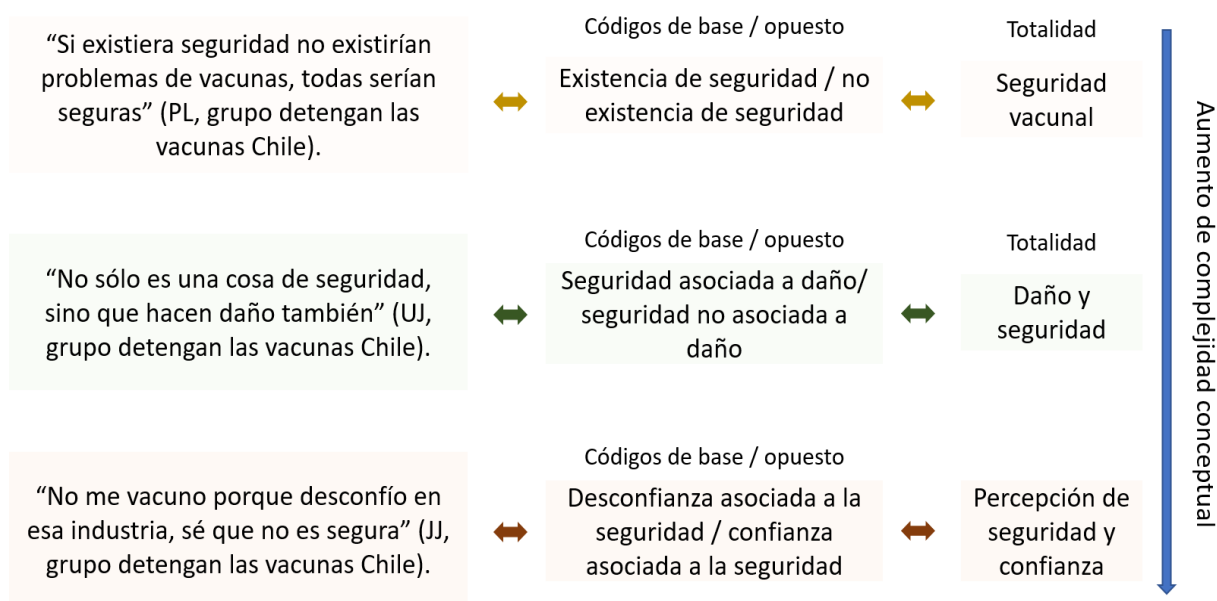 “Si existiera seguridad no existirían
problemas de vacunas, todas serían
seguras” (PL, grupo detengan las
vacunas Chile).
Códigos de base / opuesto
Existencia de seguridad / no
existencia de seguridad
Totalidad
Seguridad
vacunal
“No sólo es una cosa de seguridad,
sino que hacen daño también” (UJ,
grupo detengan las vacunas Chile).
Códigos de base / opuesto
Seguridad asociada a daño/
seguridad no asociada a
daño
Totalidad
Daño y
seguridad
“No me vacuno porque desconfío en
esa industria, sé que no es segura” (JJ,
grupo detengan las vacunas Chile).
Códigos de base / opuesto
Desconfianza asociada a la
seguridad / confianza
asociada a la seguridad
Percepción de
seguridad y
confianza
Aumento de complejidad conceptual